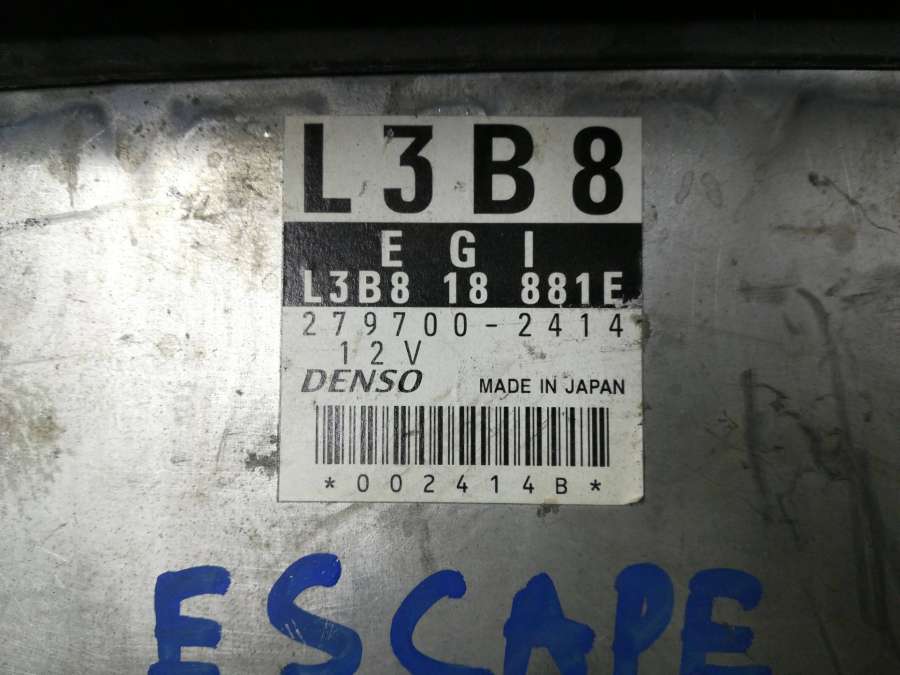 L3B8
E G I
L3B8 18 881E
279700-2414
12V
DENSO MADE IN JAPAN
*002414B*
ESCAPE